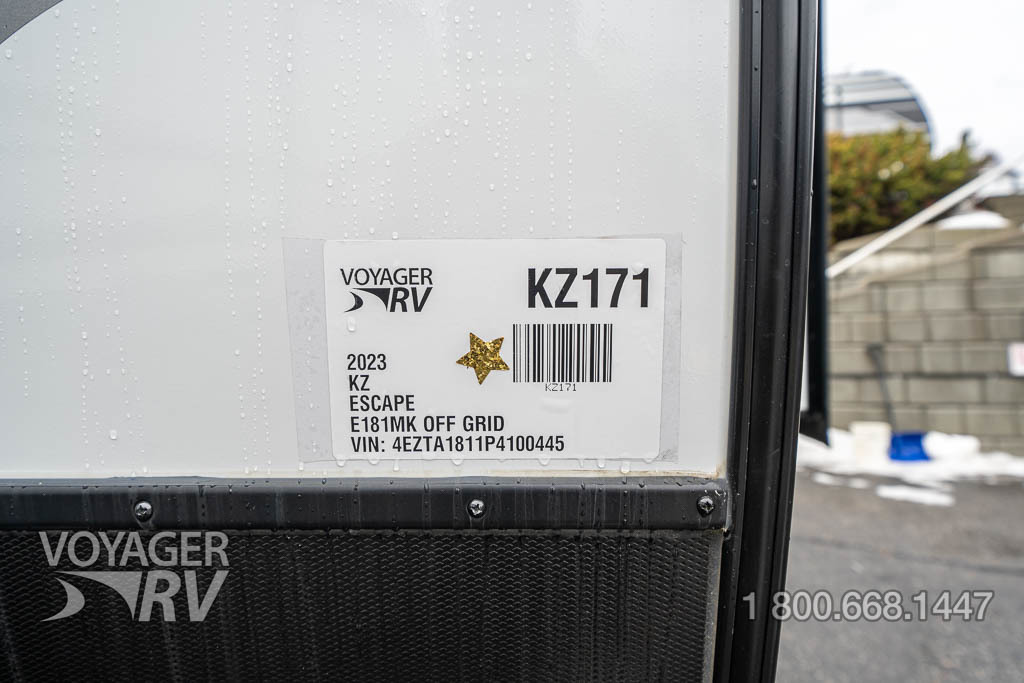 VOYAGER
RV
KZ171
KZ171
2023
KZ
ESCAPE
E181MK OFF GRID
VIN: 4EZTA1811P4100445
VOYAGER
RV
1 800.668.1447